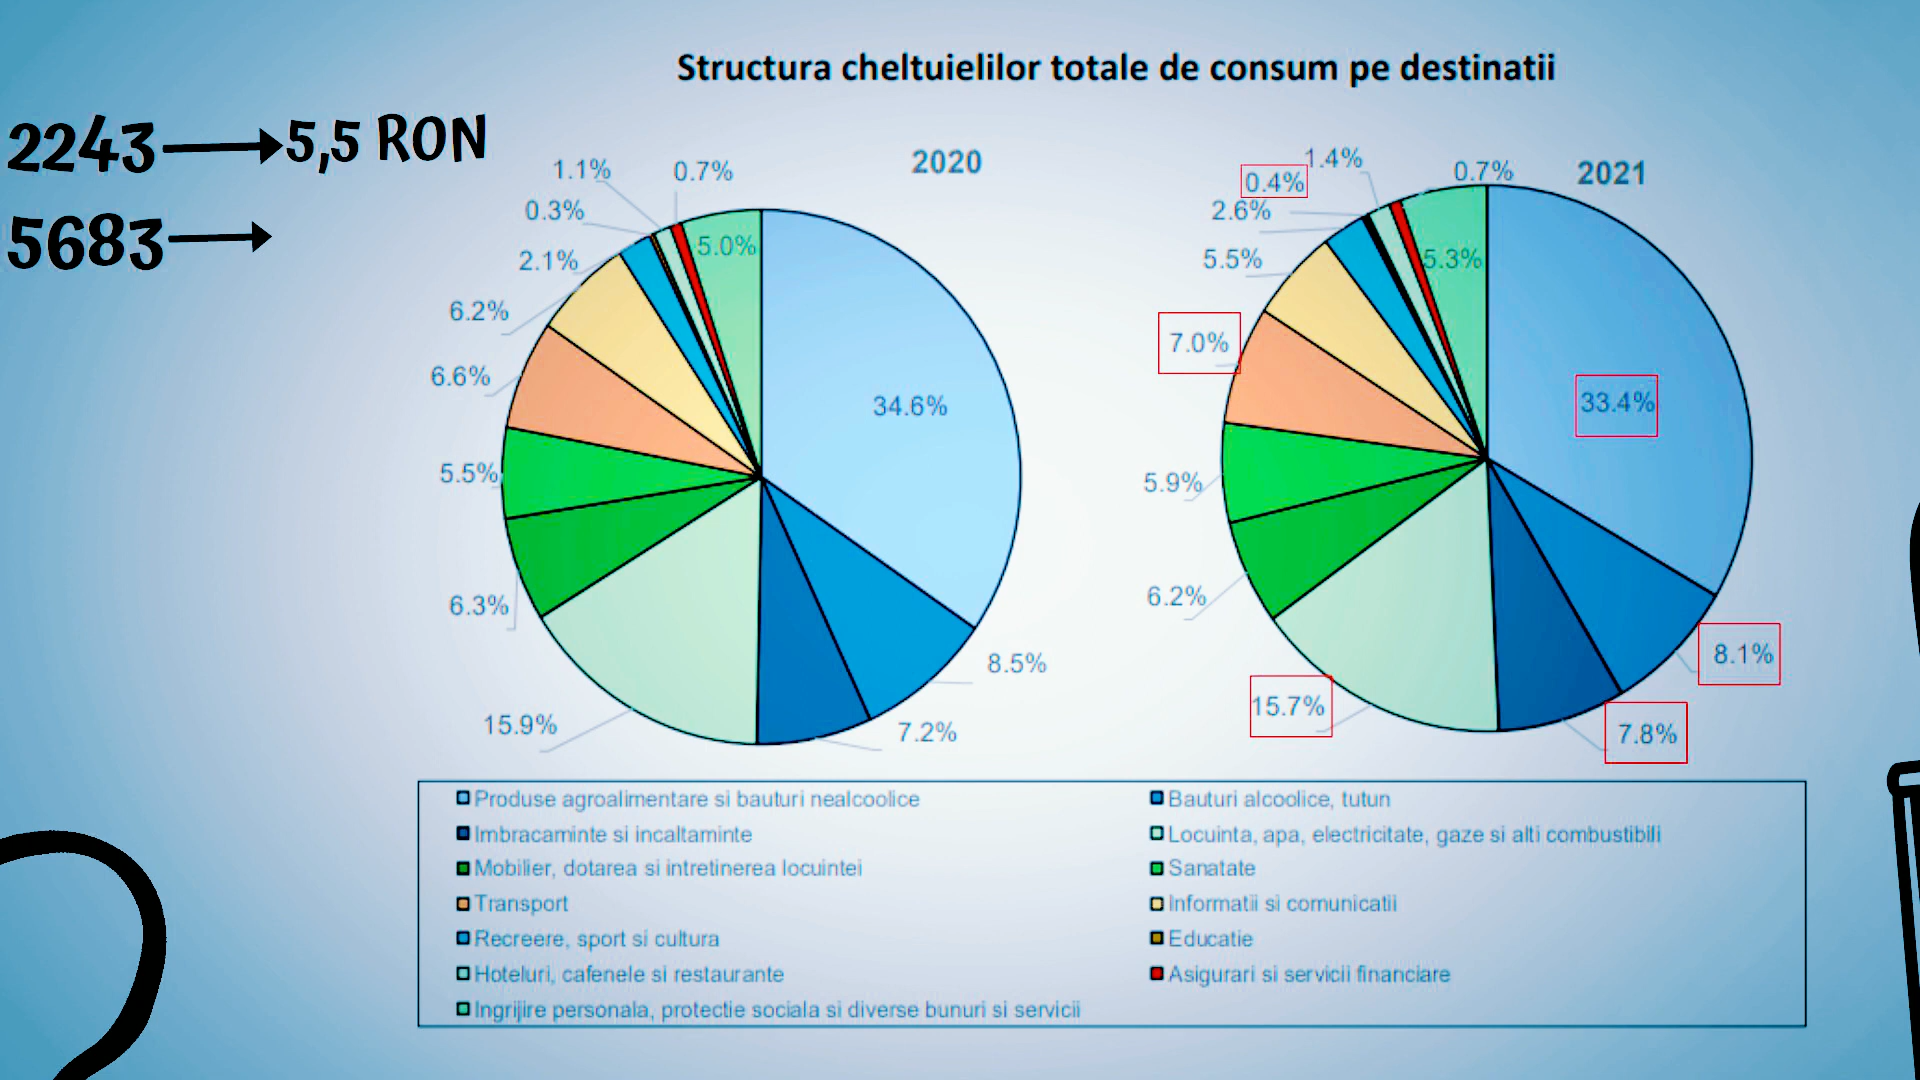 Structura cheltuielilor totale de consum pe destinatii
2243 → 5,5 RON
5683 →
2020
1.1%
0.7%
0.3%
5.0%
2.1%
6.2%
6.6%
34.6%
5.5%
6.3%
8.5%
15.9%
7.2%
2021
1.4%
0.7%
0.4%
2.6%
5.5%
5.3%
7.0%
33.4%
5.9%
6.2%
8.1%
15.7%
7.8%
Produse agroalimentare si bauturi nealcoolice
Bauturi alcoolice, tutun
Imbracaminte si incaltaminte
Locuinta, apa, electricitate, gaze si alti combustibili
Mobilier, dotarea si intretinerea locuintei
Sanatate
Transport
Informatii si comunicatii
Recreere, sport si cultura
Educatie
Hoteluri, cafenele si restaurante
Asigurari si servicii financiare
Ingrijire personala, protectie sociala si diverse bunuri si servicii